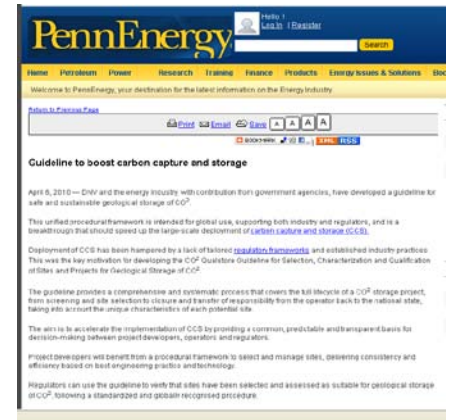 PennEnergy
Hello !
Log In | Register
Search
Home Petroleum Power Research Training Finance Products Energy Issues & Solutions
Welcome to PennEnergy, your destination for the latest information on the Energy Industry
Return to Previous Page
Print Email Save A A A A
BOOKMARK XML RSS
Guideline to boost carbon capture and storage
April 6, 2010 — DNV and the energy industry, with contribution from government agencies, have developed a guideline for
safe and sustainable geological storage of CO².
This unified procedural framework is intended for global use, supporting both industry and regulators, and is a
breakthrough that should speed up the large-scale deployment of carbon capture and storage (CCS).
Deployment of CCS has been hampered by a lack of tailored regulatory frameworks and established industry practices.
This was the key motivation for developing the CO² Qualstore Guideline for Selection, Characterization and Qualification
of Sites and Projects for Geological Storage of CO².
The guideline provides a comprehensive and systematic process that covers the full lifecycle of a CO² storage project,
from screening and site selection to closure and transfer of responsibility from the operator back to the national state,
taking into account the unique characteristics of each potential site.
The aim is to accelerate the implementation of CCS by providing a common, predictable and transparent basis for
decision-making between project developers, operators and regulators.
Project developers will benefit from a procedural framework to select and manage sites, delivering consistency and
efficiency based on best engineering practice and technology.
Regulators can use the guideline to verify that sites have been selected and assessed as suitable for geological storage
of CO², following a standardized and globally recognised procedure.